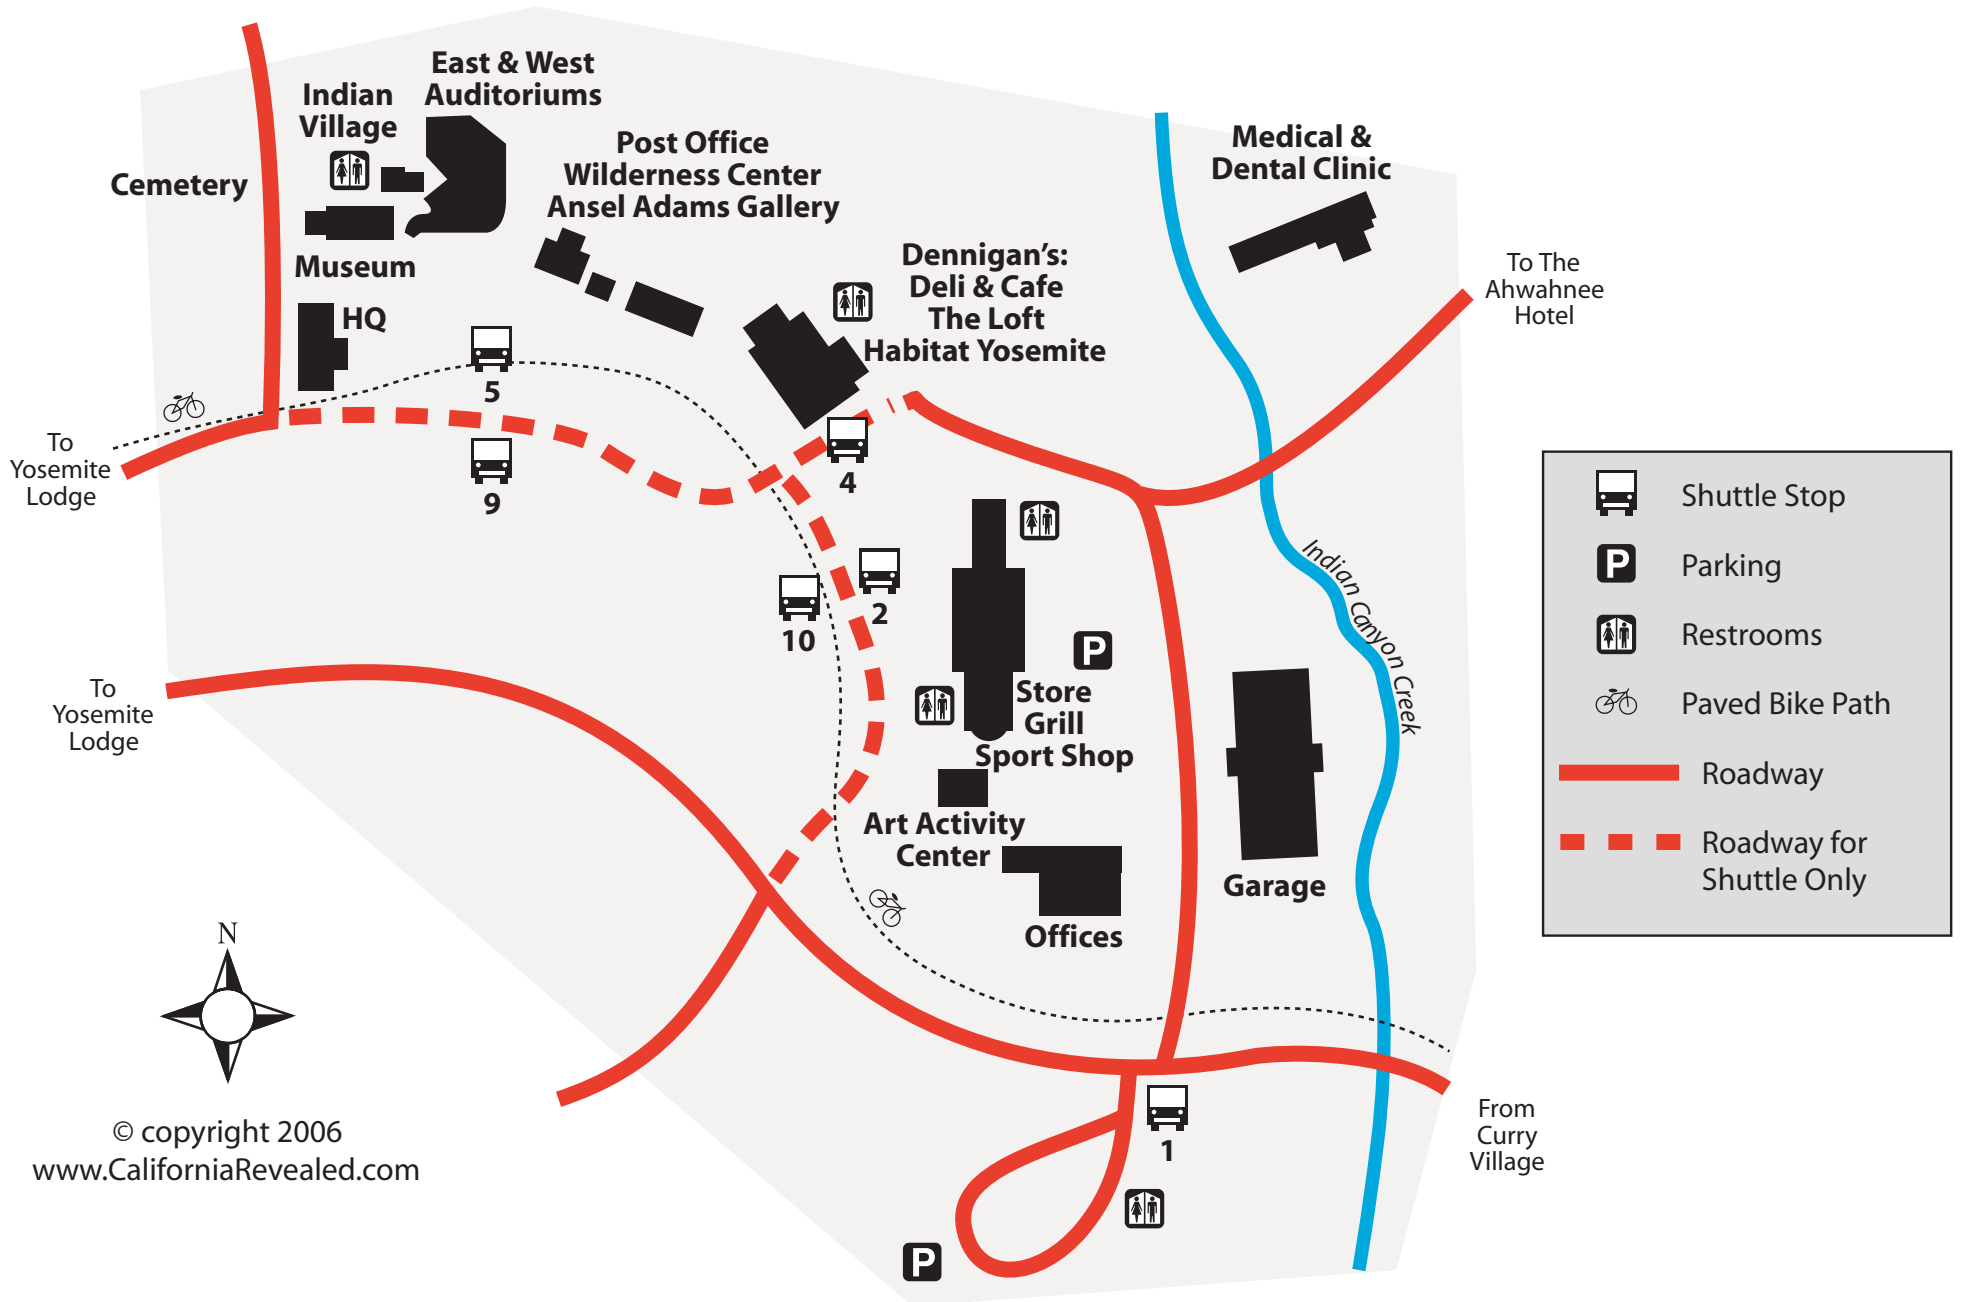 East & West
Auditoriums
Indian
Village
Cemetery
Museum
HQ
Post Office
Wilderness Center
Ansel Adams Gallery
Medical &
Dental Clinic
Dennigan's:
Deli & Cafe
The Loft
Habitat Yosemite
To The
Ahwahnee
Hotel
5
9
4
2
10
To
Yosemite
Lodge
To
Yosemite
Lodge
P
Store
Grill
Sport Shop
Art Activity
Center
Offices
Garage
Indian Canyon Creek
Shuttle Stop
P Parking
Restrooms
Paved Bike Path
Roadway
Roadway for
Shuttle Only
N
© copyright 2006
www.CaliforniaRevealed.com
1
P
From
Curry
Village